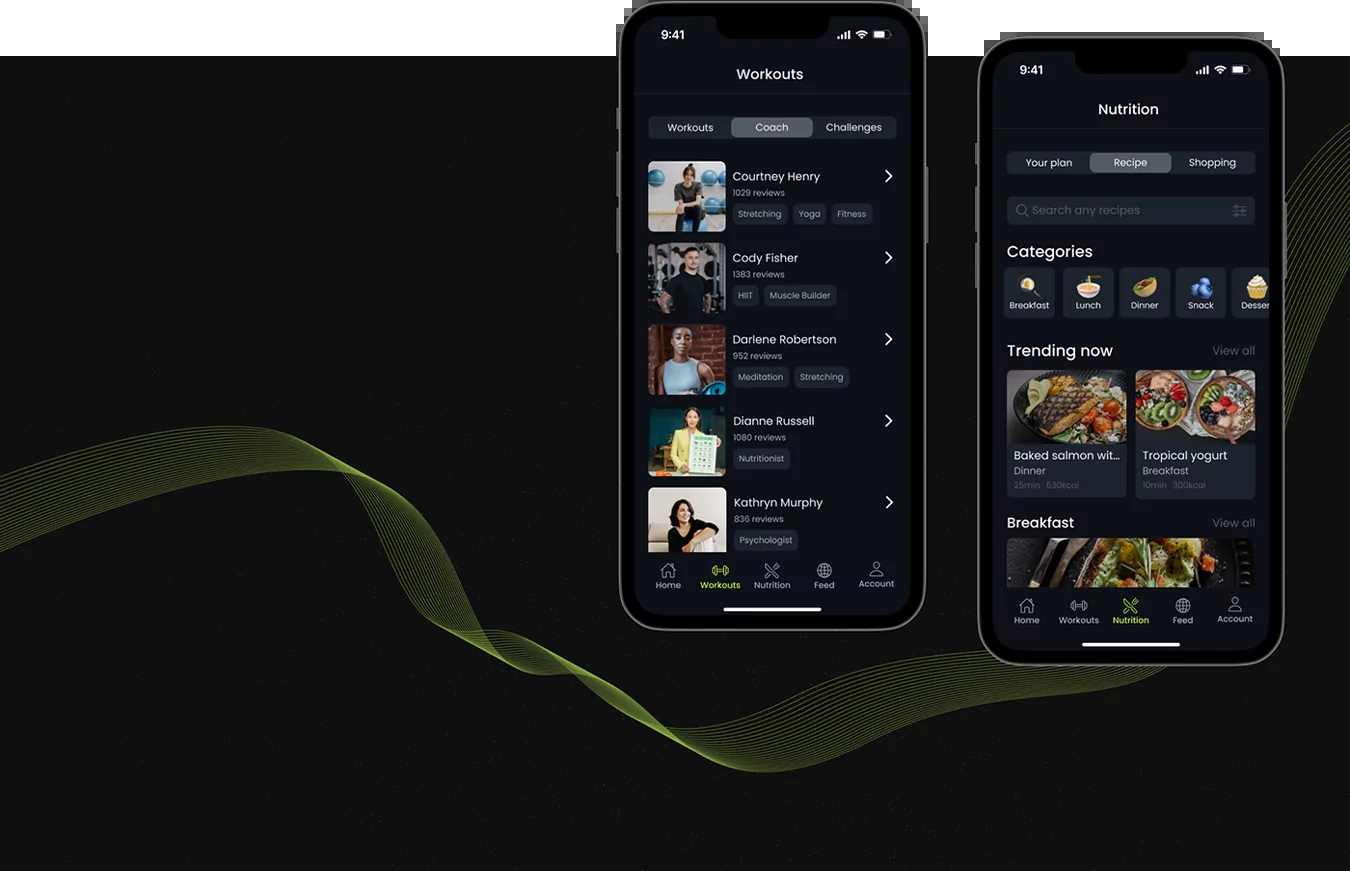 9:41
Workouts
Workouts Coach Challenges
Courtney Henry
1029 reviews
Stretching Yoga Fitness
Cody Fisher
1383 reviews
HIIT Muscle Builder
Darlene Robertson
952 reviews
Meditation Stretching
Dianne Russell
1080 reviews
Nutritionist
Kathryn Murphy
836 reviews
Psychologist
Home Workouts Nutrition Feed Account
9:41
Nutrition
Your plan Recipe Shopping
Search any recipes
Categories
Breakfast Lunch Dinner Snack Desser
Trending now View all
Baked salmon wit... Tropical yogurt
Dinner Breakfast
25min 530kcal 10min 300kcal
Breakfast View all
Home Workouts Nutrition Feed Account